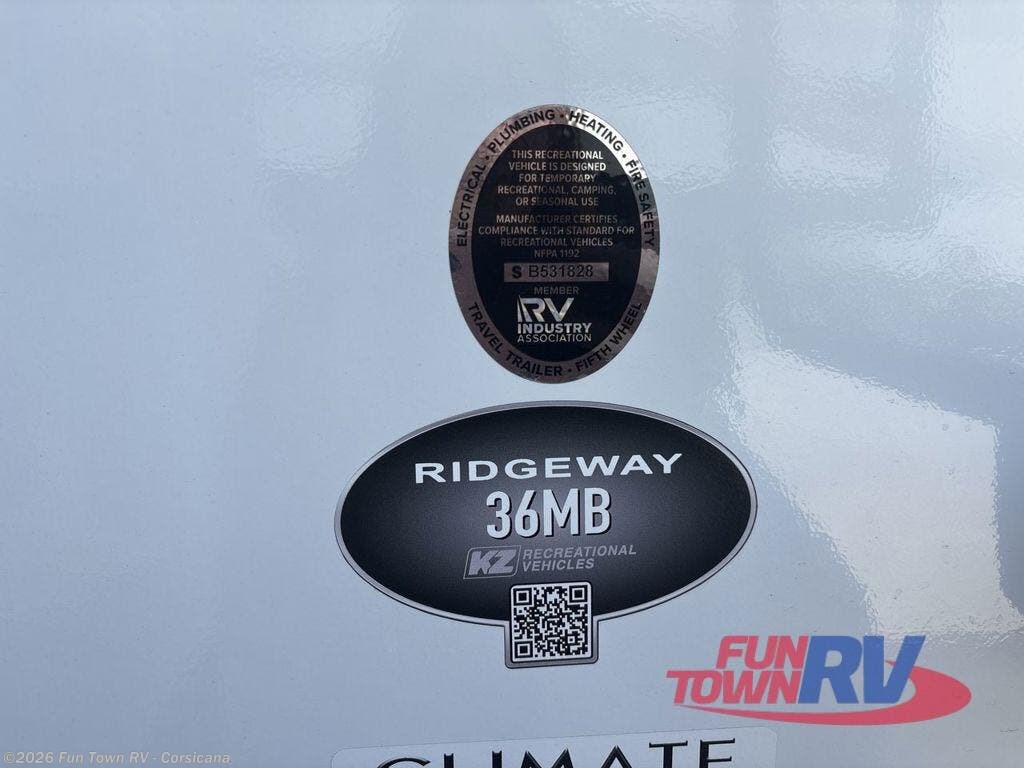 ELECTRICAL • PLUMBING • HEATING • FIRE SAFETY
THIS RECREATIONAL
VEHICLE IS DESIGNED
FOR TEMPORARY
RECREATIONAL, CAMPING,
OR SEASONAL USE
MANUFACTURER CERTIFIES
COMPLIANCE WITH STANDARD FOR
RECREATIONAL VEHICLES
NFPA 1192
S B531828
MEMBER
RV
INDUSTRY
ASSOCIATION
TRAVEL TRAILER • FIFTH WHEEL
RIDGEWAY
36MB
KZ RECREATIONAL
VEHICLES
FUN
TOWN RV
CLIMATE
©2026 Fun Town RV - Corsicana